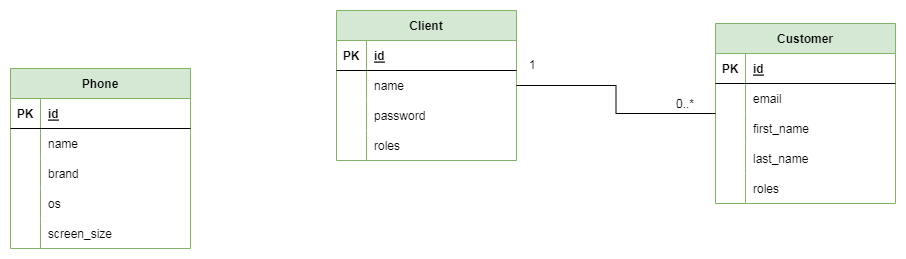 Phone
PK id
name
brand
os
screen_size
Client
PK id
name
password
roles
1
0..*
Customer
PK id
email
first_name
last_name
roles